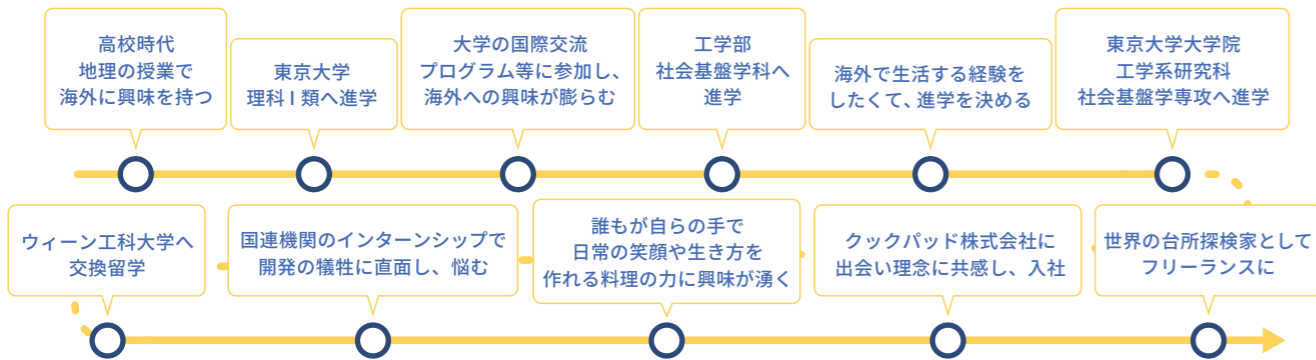 高校時代
地理の授業で
海外に興味を持つ
東京大学
理科Ⅰ類へ進学
大学の国際交流
プログラム等に参加し、
海外への興味が膨らむ
工学部
社会基盤学科へ
進学
海外で生活する経験を
したくて、進学を決める
東京大学大学院
工学系研究科
社会基盤学専攻へ進学
ウィーン工科大学へ
交換留学
国連機関のインターンシップで
開発の犠牲に直面し、悩む
誰もが自らの手で
日常の笑顔や生き方を
作れる料理の力に興味が湧く
クックパッド株式会社に
出会い理念に共感し、入社
世界の台所探検家として
フリーランスに